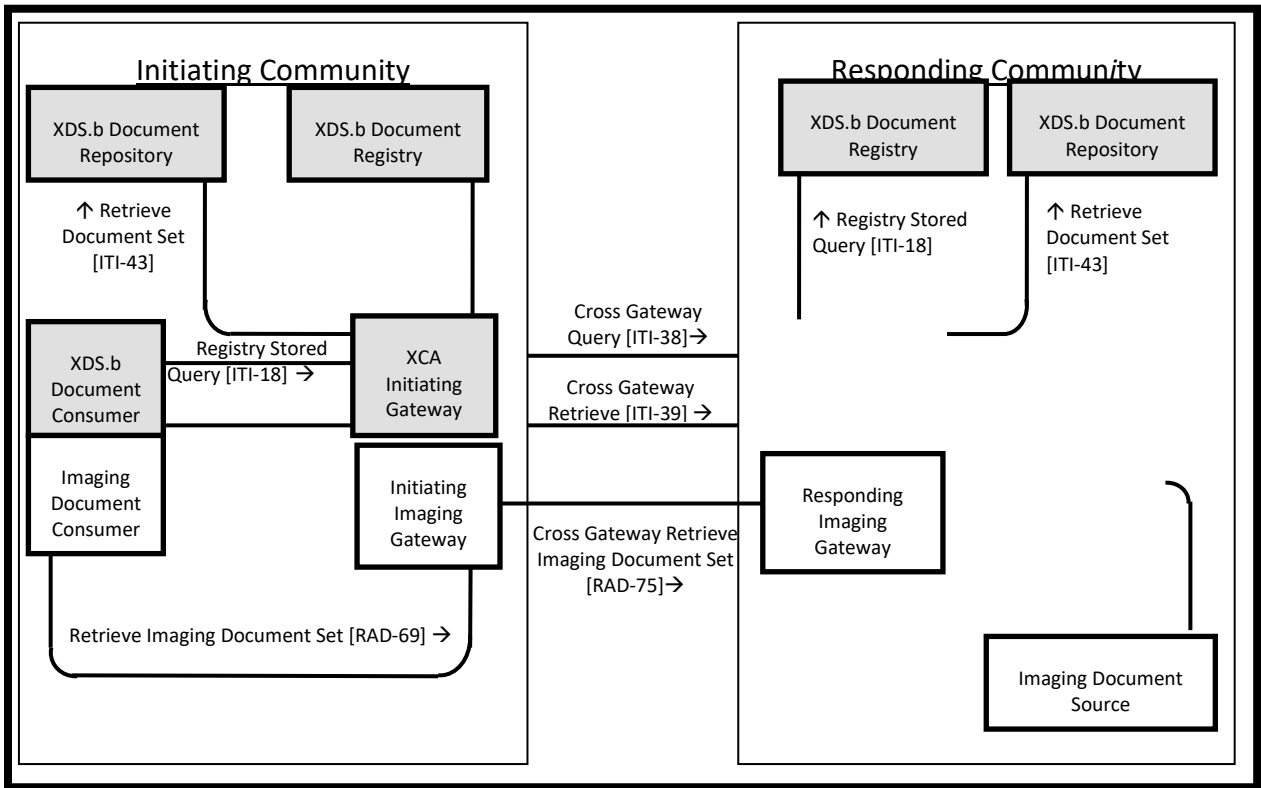 Initiating Community
XDS.b Document
Repository
XDS.b Document
Registry
↑ Retrieve
Document Set
[ITI-43]
XDS.b
Document
Consumer
Registry Stored
Query [ITI-18] →
XCA
Initiating
Gateway
Imaging
Document
Consumer
Initiating
Imaging
Gateway
Retrieve Imaging Document Set [RAD-69] →
Cross Gateway
Query [ITI-38]→
Cross Gateway
Retrieve [ITI-39] →
Cross Gateway Retrieve
Imaging Document Set
[RAD-75]→
Responding Community
XDS.b Document
Registry
XDS.b Document
Repository
↑ Registry Stored
Query [ITI-18]
↑ Retrieve
Document Set
[ITI-43]
Responding
Imaging
Gateway
Imaging Document
Source